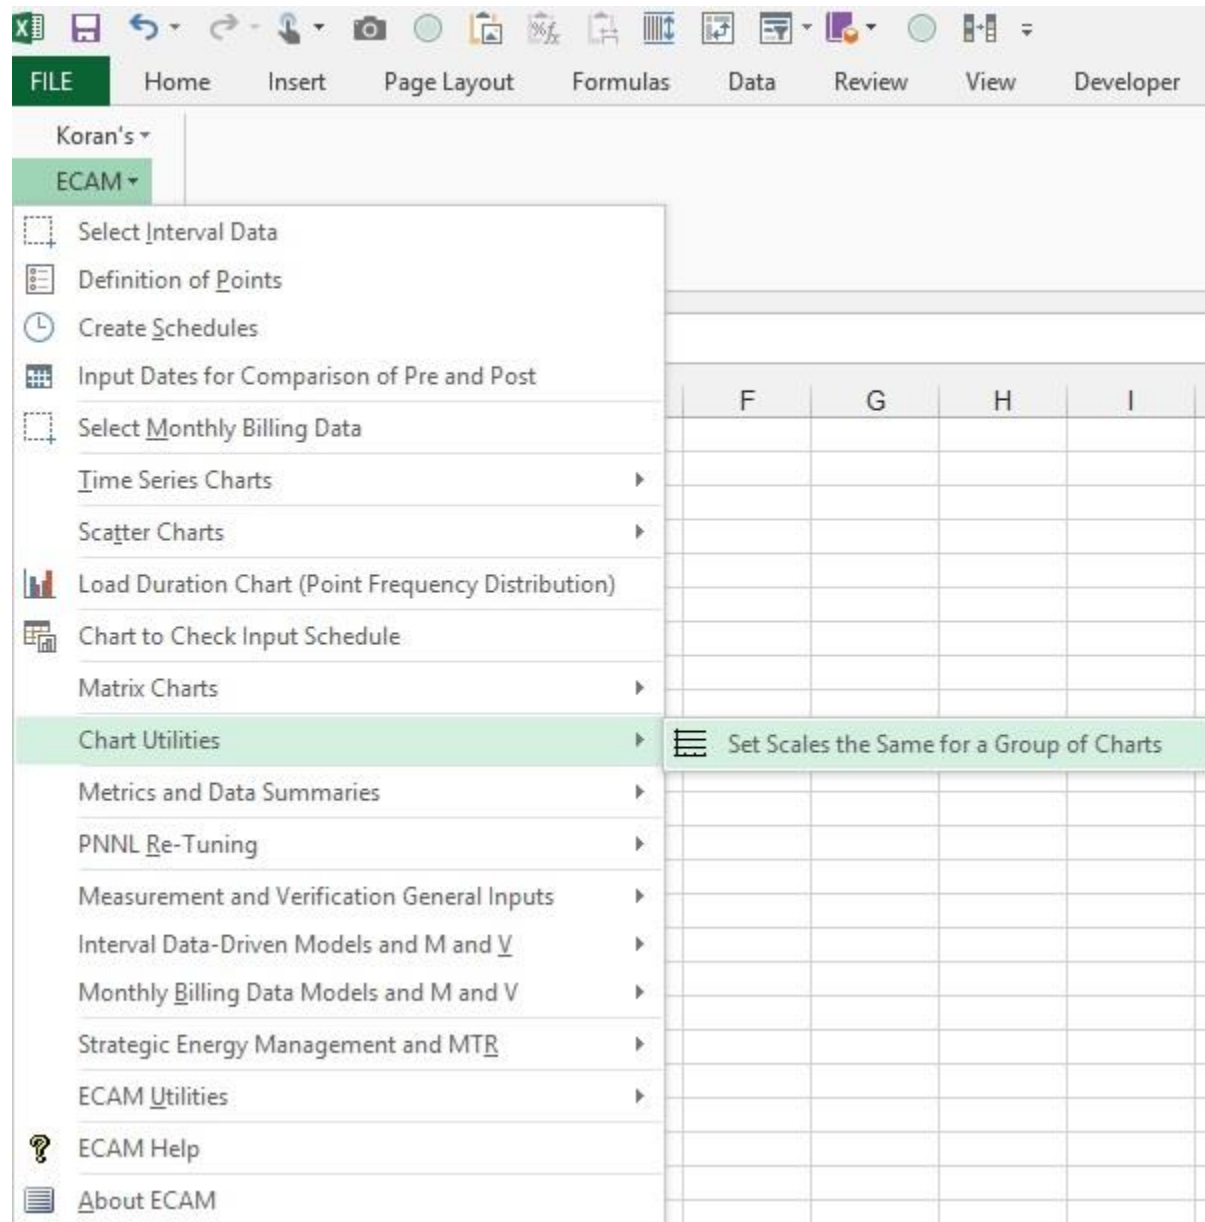 FILE Home Insert Page Layout Formulas Data Review View Developer
Koran's
ECAM
Select Interval Data
Definition of Points
Create Schedules
Input Dates for Comparison of Pre and Post
F G H I
Select Monthly Billing Data
Time Series Charts
Scatter Charts
Load Duration Chart (Point Frequency Distribution)
Chart to Check Input Schedule
Matrix Charts
Chart Utilities
Set Scales the Same for a Group of Charts
Metrics and Data Summaries
PNNL Re-Tuning
Measurement and Verification General Inputs
Interval Data-Driven Models and M and V
Monthly Billing Data Models and M and V
Strategic Energy Management and MTR
ECAM Utilities
ECAM Help
About ECAM